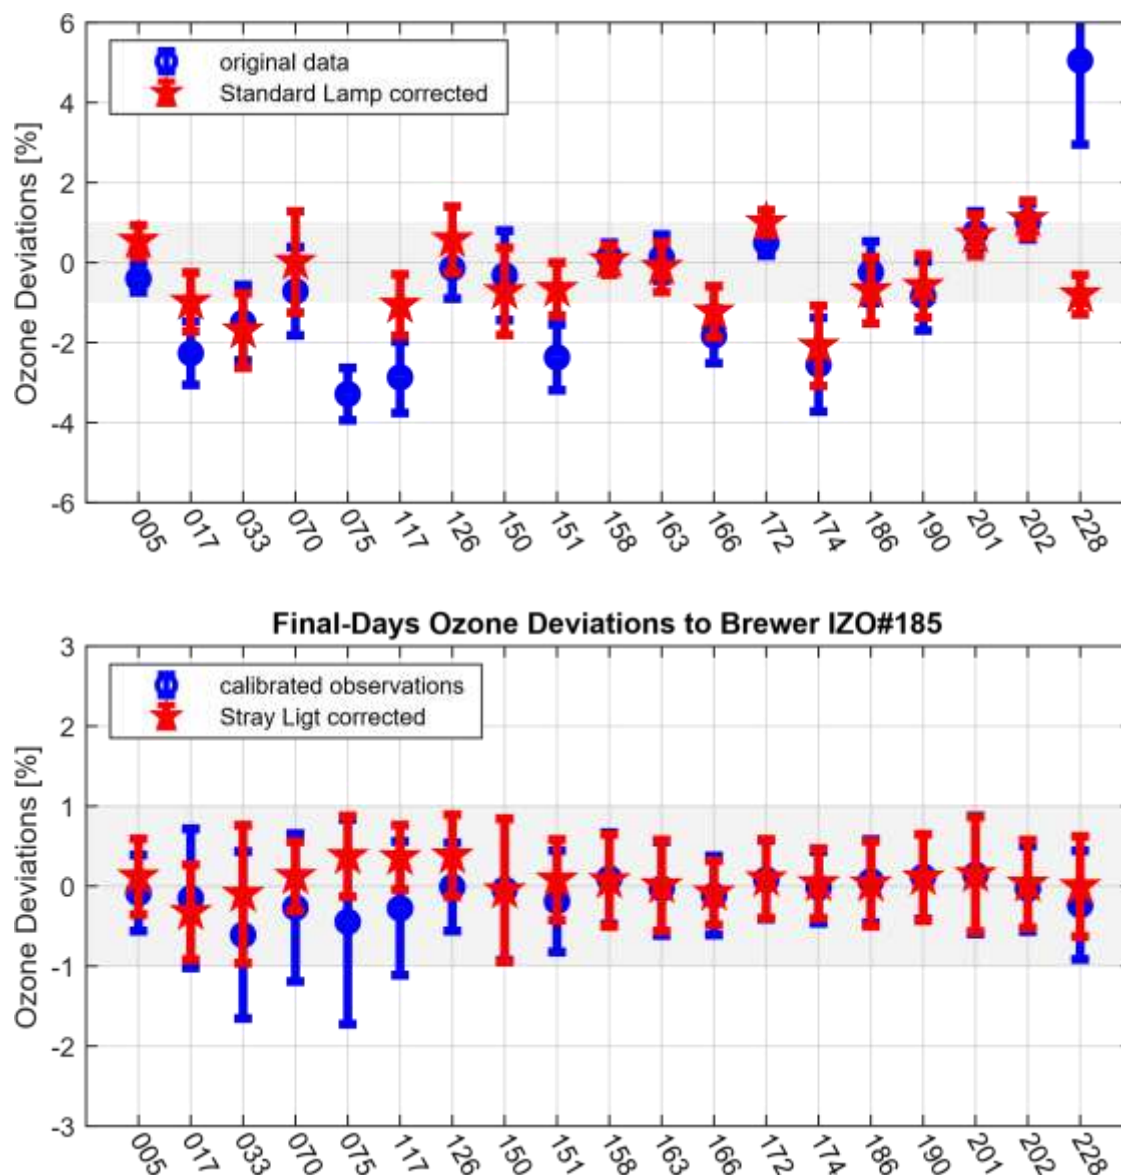 6
original data
Standard Lamp corrected
4
2
0
-2
-4
-6
Ozone Deviations [%]
005 017 033 070 075 117 126 150 151 158 163 166 172 174 186 190 201 202 228
Final-Days Ozone Deviations to Brewer IZO#185
3
calibrated observations
Stray Ligt corrected
2
1
0
-1
-2
-3
Ozone Deviations [%]
005 017 033 070 075 117 126 150 151 158 163 166 172 174 186 190 201 202 228